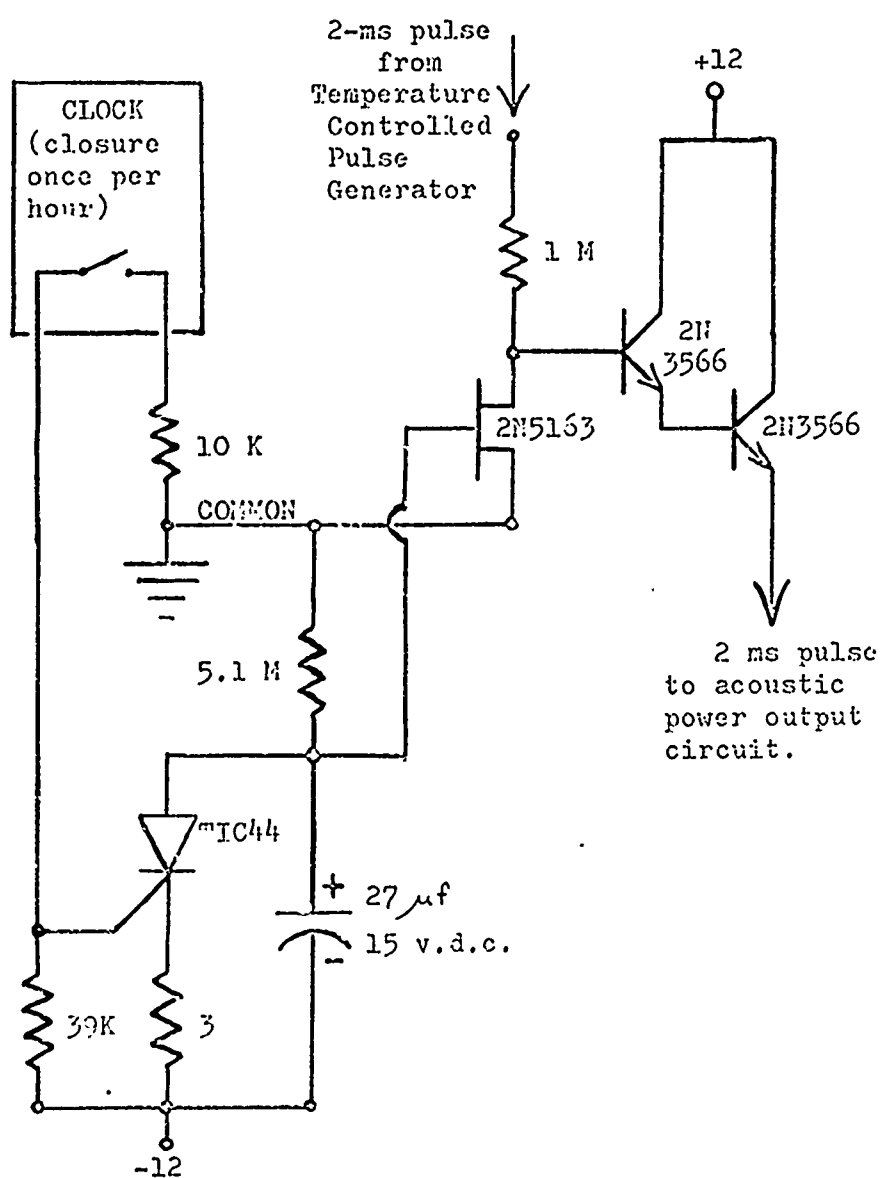 2-ms pulse
from
Temperature
Controlled
Pulse
Generator
+12
CLOCK
(closure
once per
hour)
1 M
2N
3566
2N5163
2N3566
10 K
COMMON
5.1 M
2 ms pulse
to acoustic
power output
circuit.
TIC44
+
27 µf
15 v.d.c.
-
39K
3
-12